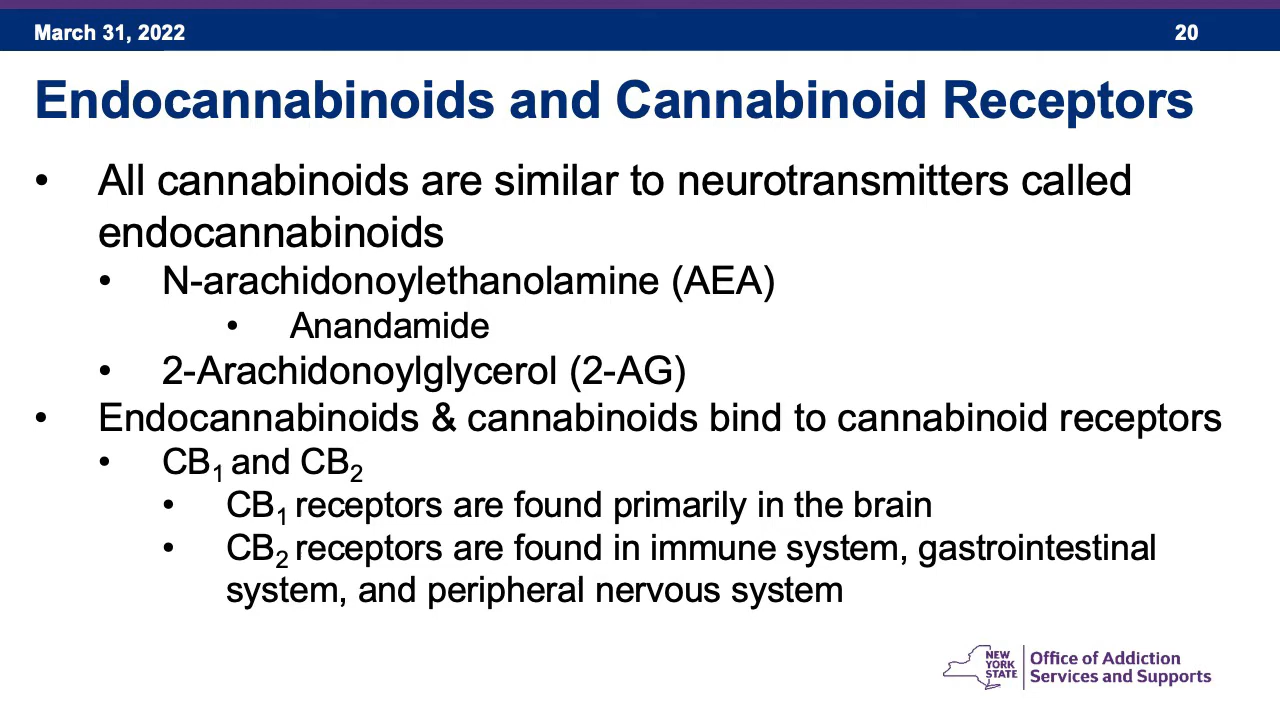 March 31, 2022
20
Endocannabinoids and Cannabinoid Receptors
• All cannabinoids are similar to neurotransmitters called
endocannabinoids
• N-arachidonoylethanolamine (AEA)
• Anandamide
• 2-Arachidonoylglycerol (2-AG)
• Endocannabinoids & cannabinoids bind to cannabinoid receptors
• CB₁ and CB₂
• CB₁ receptors are found primarily in the brain
• CB₂ receptors are found in immune system, gastrointestinal
system, and peripheral nervous system
NEW
YORK
STATE
Office of Addiction
Services and Supports